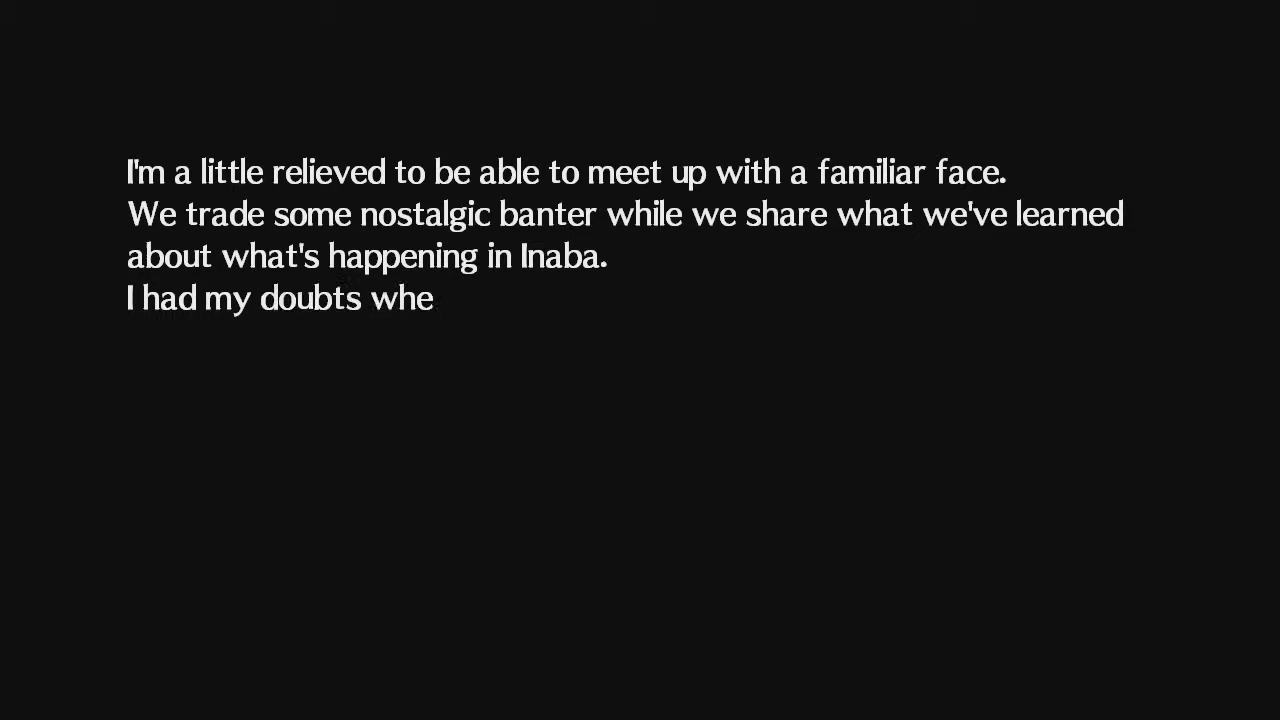 I'm a little relieved to be able to meet up with a familiar face.
We trade some nostalgic banter while we share what we've learned
about what's happening in Inaba.
I had my doubts whe